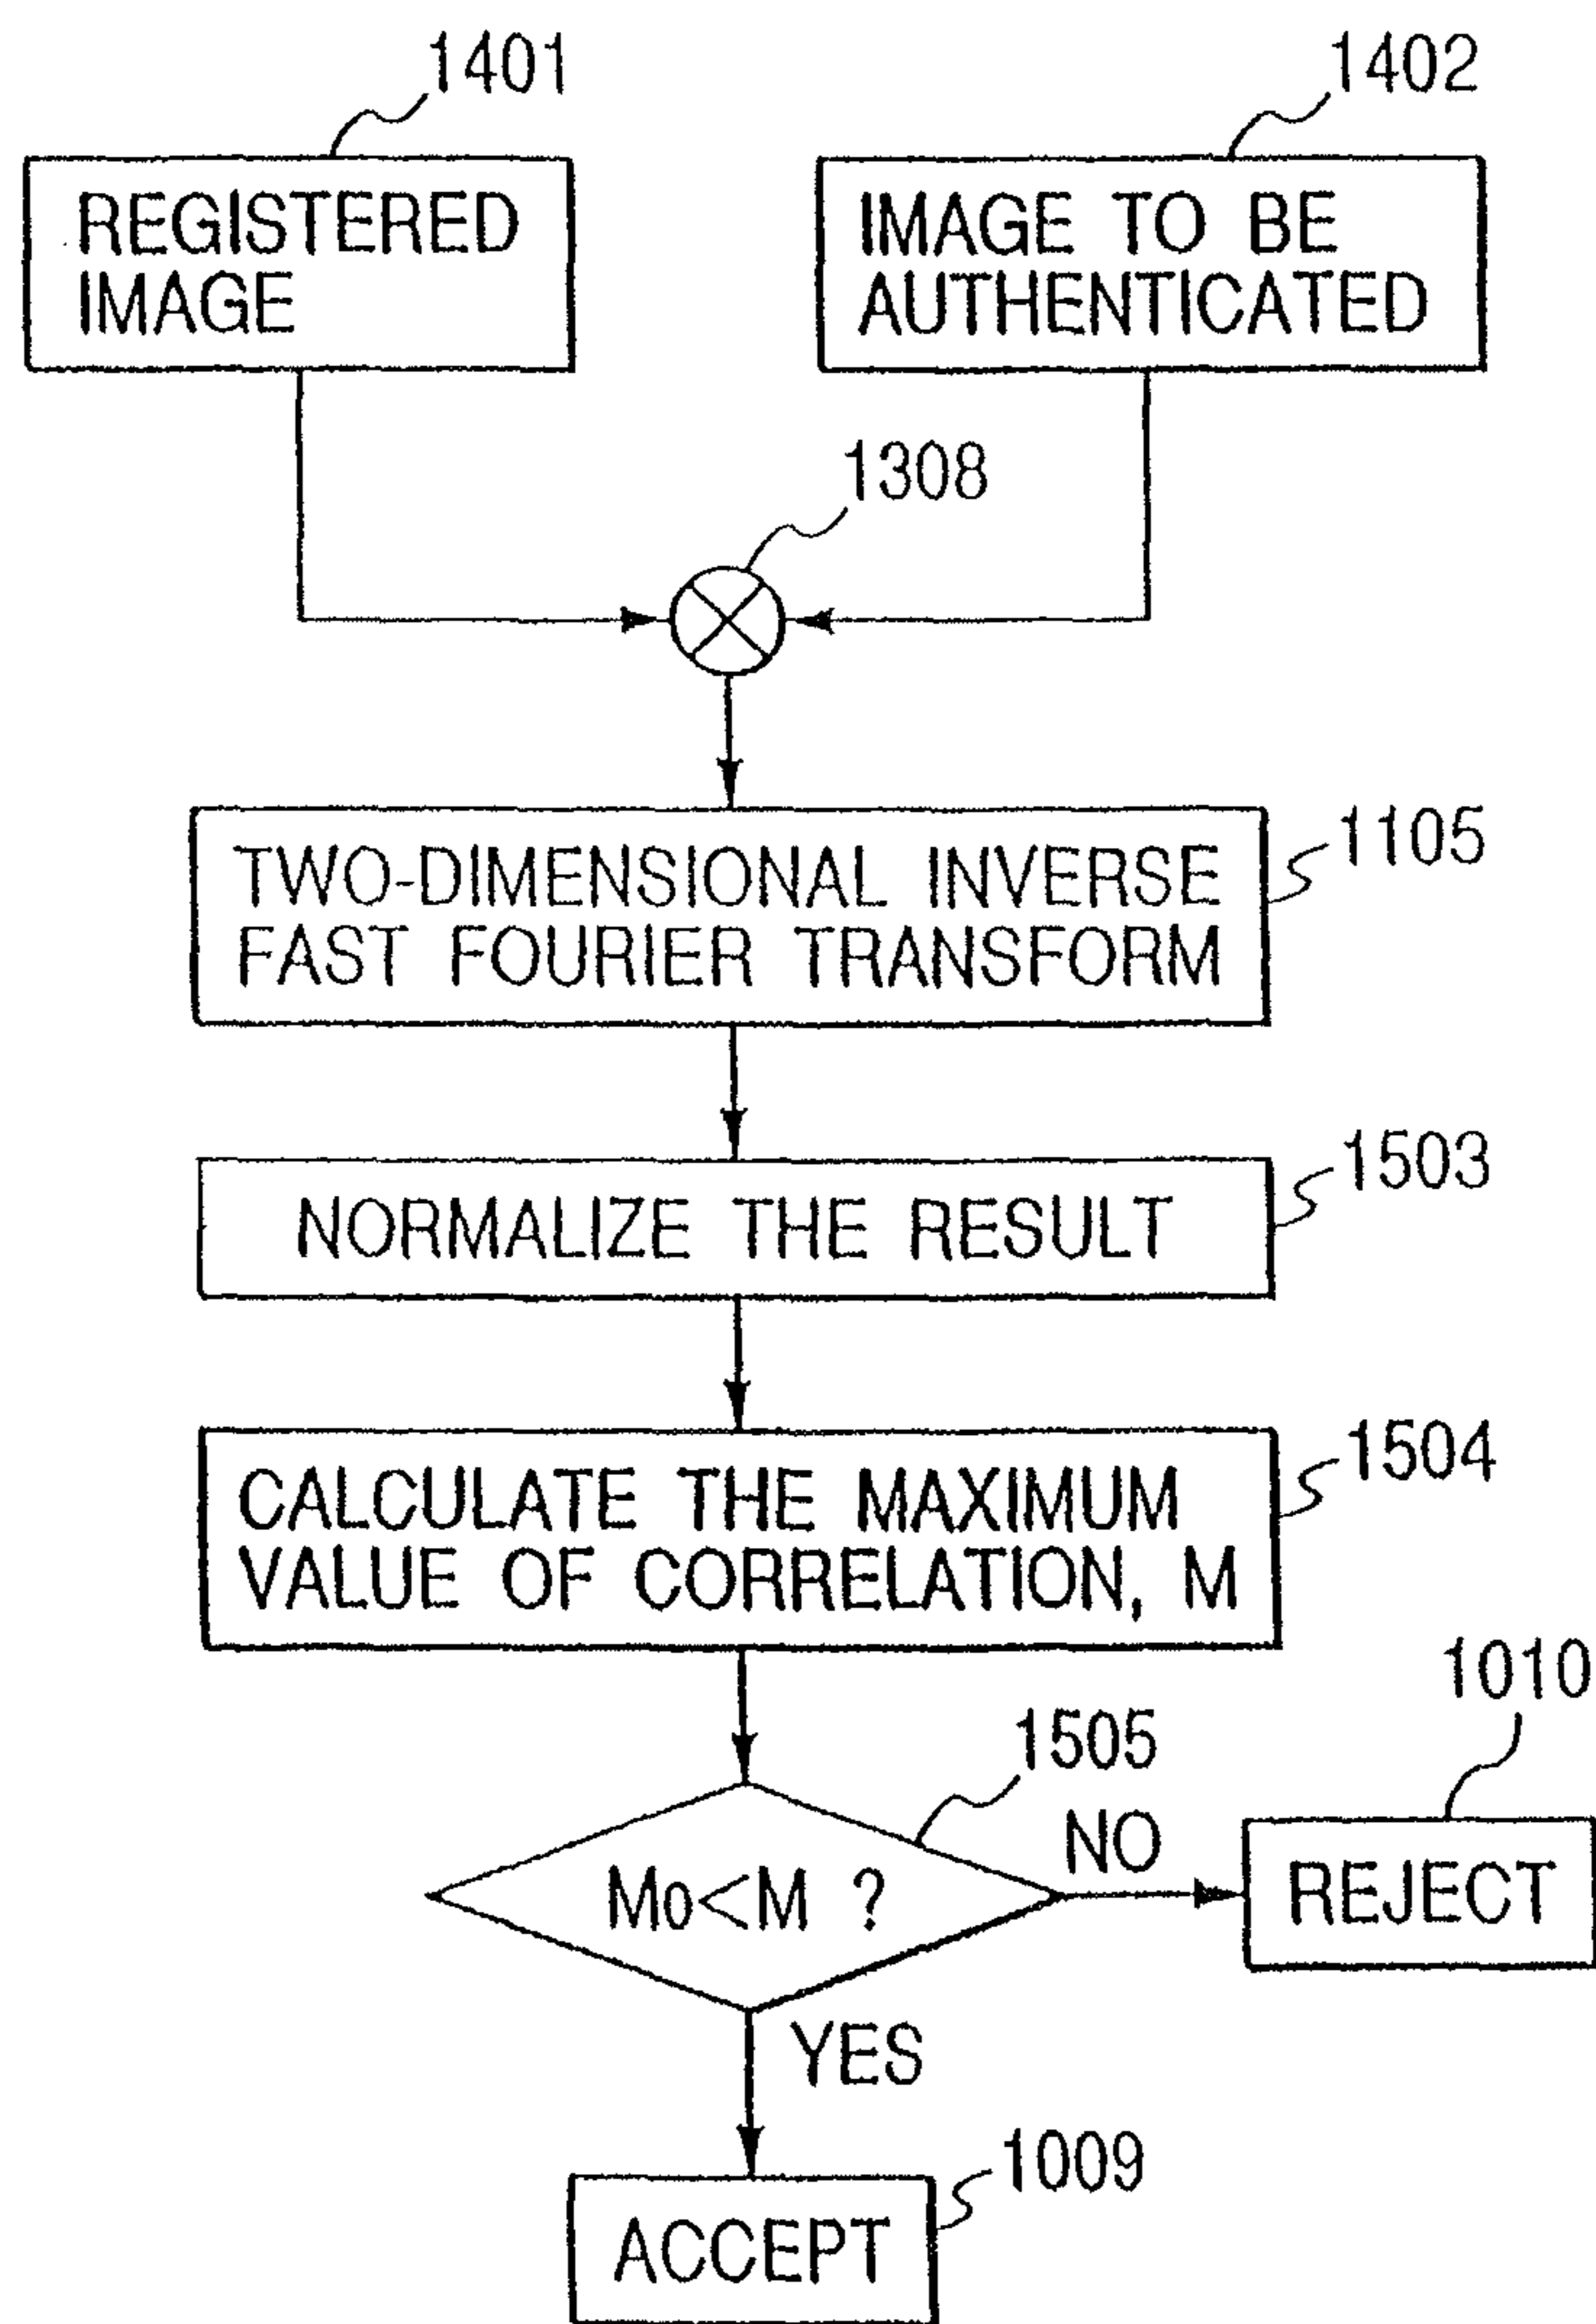 1401
1402
REGISTERED
IMAGE
IMAGE TO BE
AUTHENTICATED
1308
1105
TWO-DIMENSIONAL INVERSE
FAST FOURIER TRANSFORM
1503
NORMALIZE THE RESULT
1504
CALCULATE THE MAXIMUM
VALUE OF CORRELATION, M
1010
1505
NO
M0<M ?
REJECT
YES
1009
ACCEPT